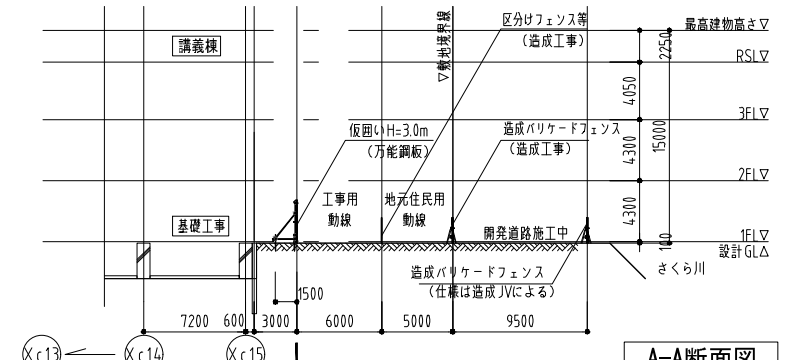 最高建物高さ▽
区分けフェンス等
(造成工事)
▽敷地境界線
講義棟
2250
RSL▽
4050
3FL▽
15000
仮囲いH=3.0m
(万能鋼板)
造成バリケードフェンス
(造成工事)
4300
2FL▽
工事用
動線
地元住民用
動線
4300
基礎工事
開発道路施工中
1FL▽
設計GL△
さくら川
造成バリケードフェンス
(仕様は造成JVによる)
1500
7200
600
3000
6000
5000
9500
Xc13
Xc14
Xc15
A-A断面図